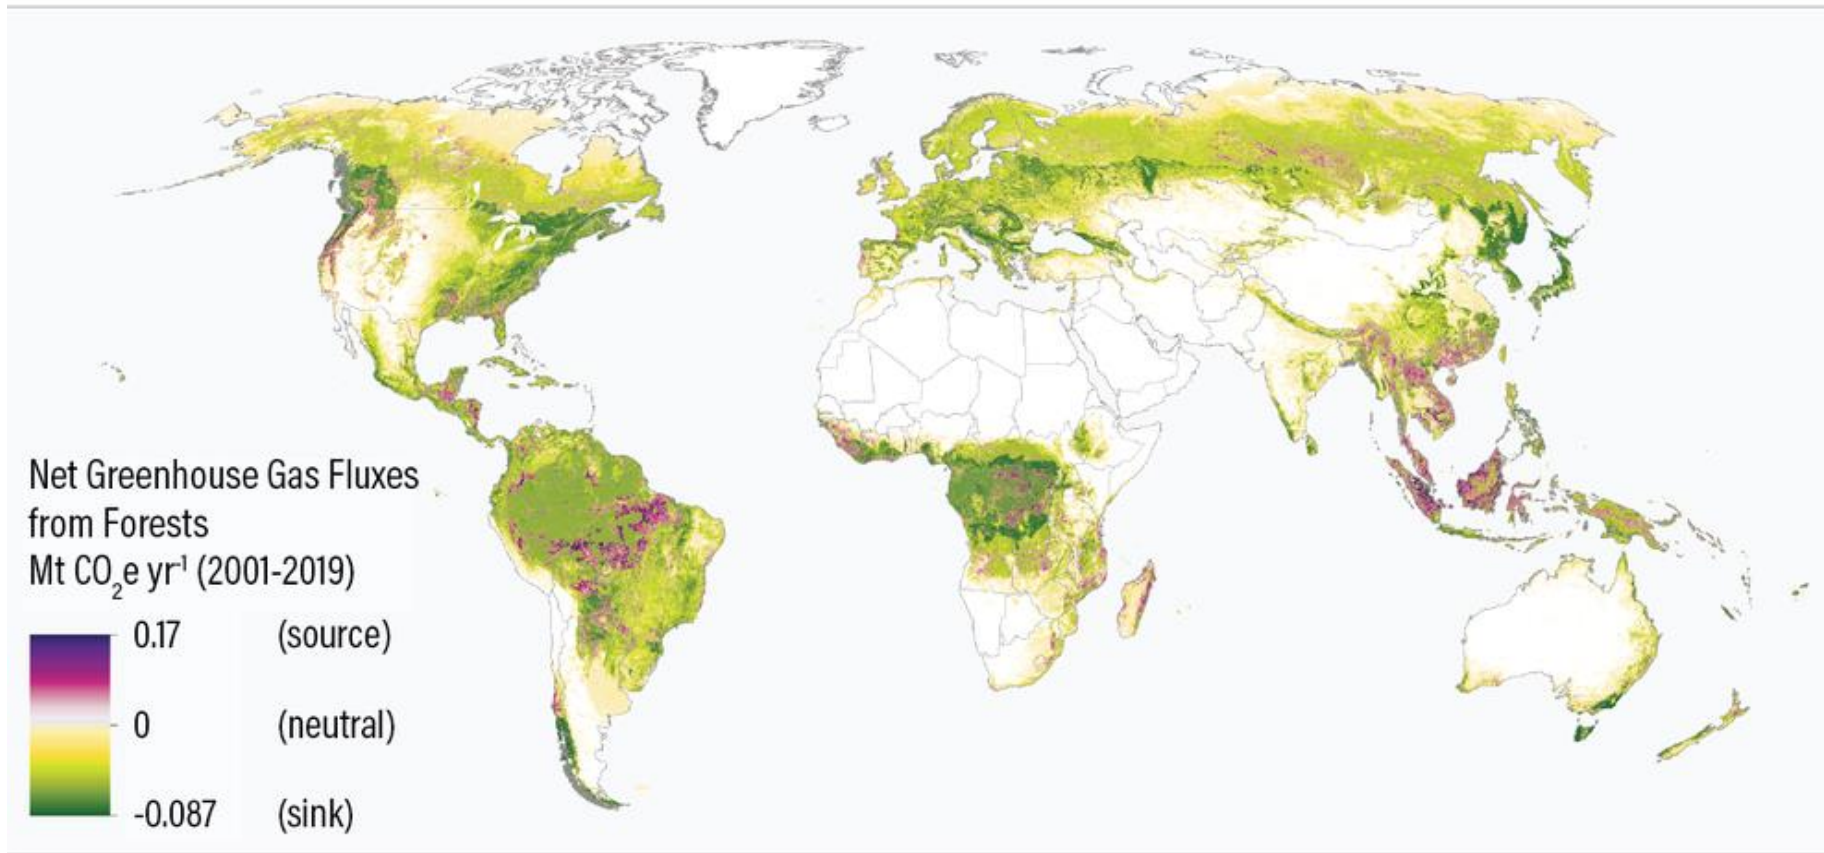 Net Greenhouse Gas Fluxes
from Forests
Mt CO₂e yr⁻¹ (2001-2019)
0.17 (source)
0 (neutral)
-0.087 (sink)